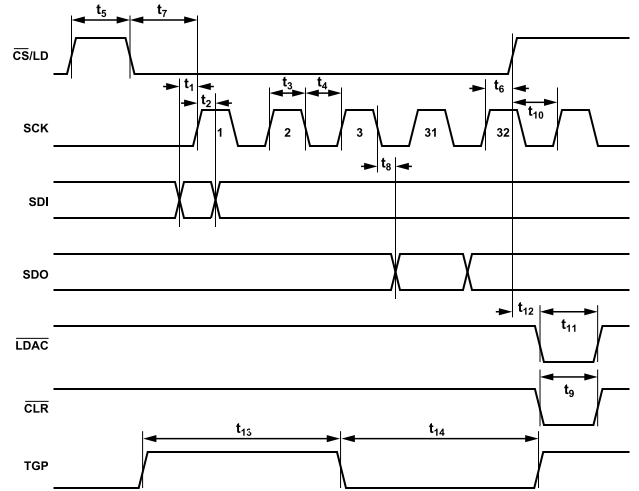 t5 t7
CS/LD
t1 t3 t4 t6
t2 t10
SCK 1 2 3 31 32
t8
SDI
SDO
t12 t11
LDAC
t9
CLR
t13 t14
TGP